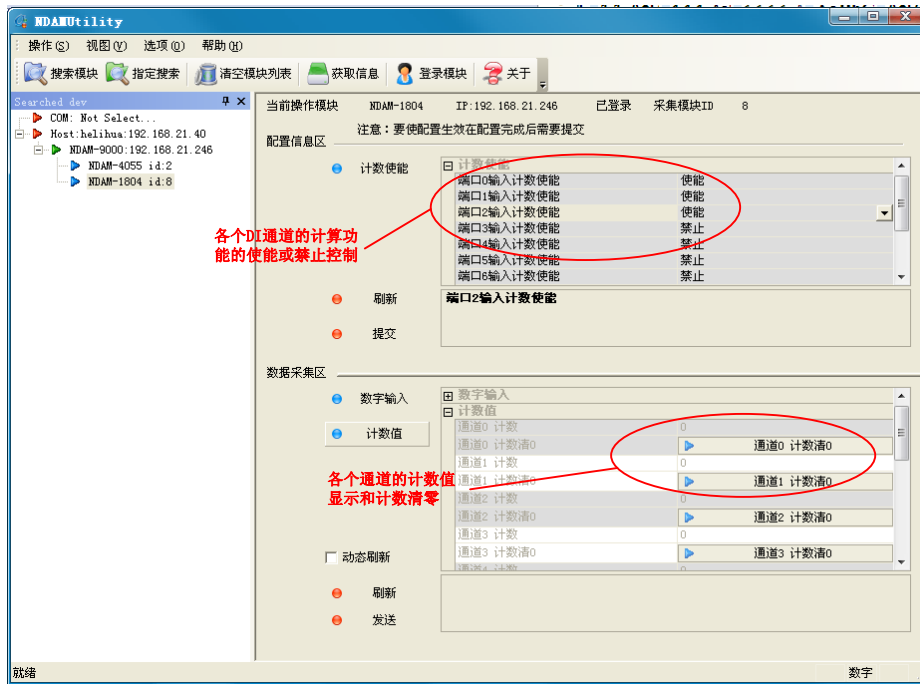 NDAMUtility
操作(S) 视图(V) 选项(O) 帮助(H)
搜索模块 指定搜索 清空模块列表 获取信息 登录模块 关于
Searched dev
COM: Not Select...
Host:helihua:192.168.21.40
NDAM-9000:192.168.21.246
NDAM-4055 id:2
NDAM-1804 id:8
当前操作模块 NDAM-1804 IP:192.168.21.246 已登录 采集模块ID 8
注意：要使配置生效在配置完成后需要提交
配置信息区
计数使能
计数使能
端口0输入计数使能 使能
端口1输入计数使能 使能
端口2输入计数使能 使能
端口3输入计数使能 禁止
端口4输入计数使能 禁止
端口5输入计数使能 禁止
端口6输入计数使能 禁止
各个DI通道的计算功
能的使能或禁止控制
刷新
端口2输入计数使能
提交
数据采集区
数字输入
计数值
数字输入
计数值
通道0 计数 0
通道0 计数清0 通道0 计数清0
通道1 计数 0
通道1 计数清0 通道1 计数清0
通道2 计数 0
通道2 计数清0 通道2 计数清0
通道3 计数 0
通道3 计数清0 通道3 计数清0
通道4 计数 0
各个通道的计数值
显示和计数清零
动态刷新
刷新
发送
就绪 数字